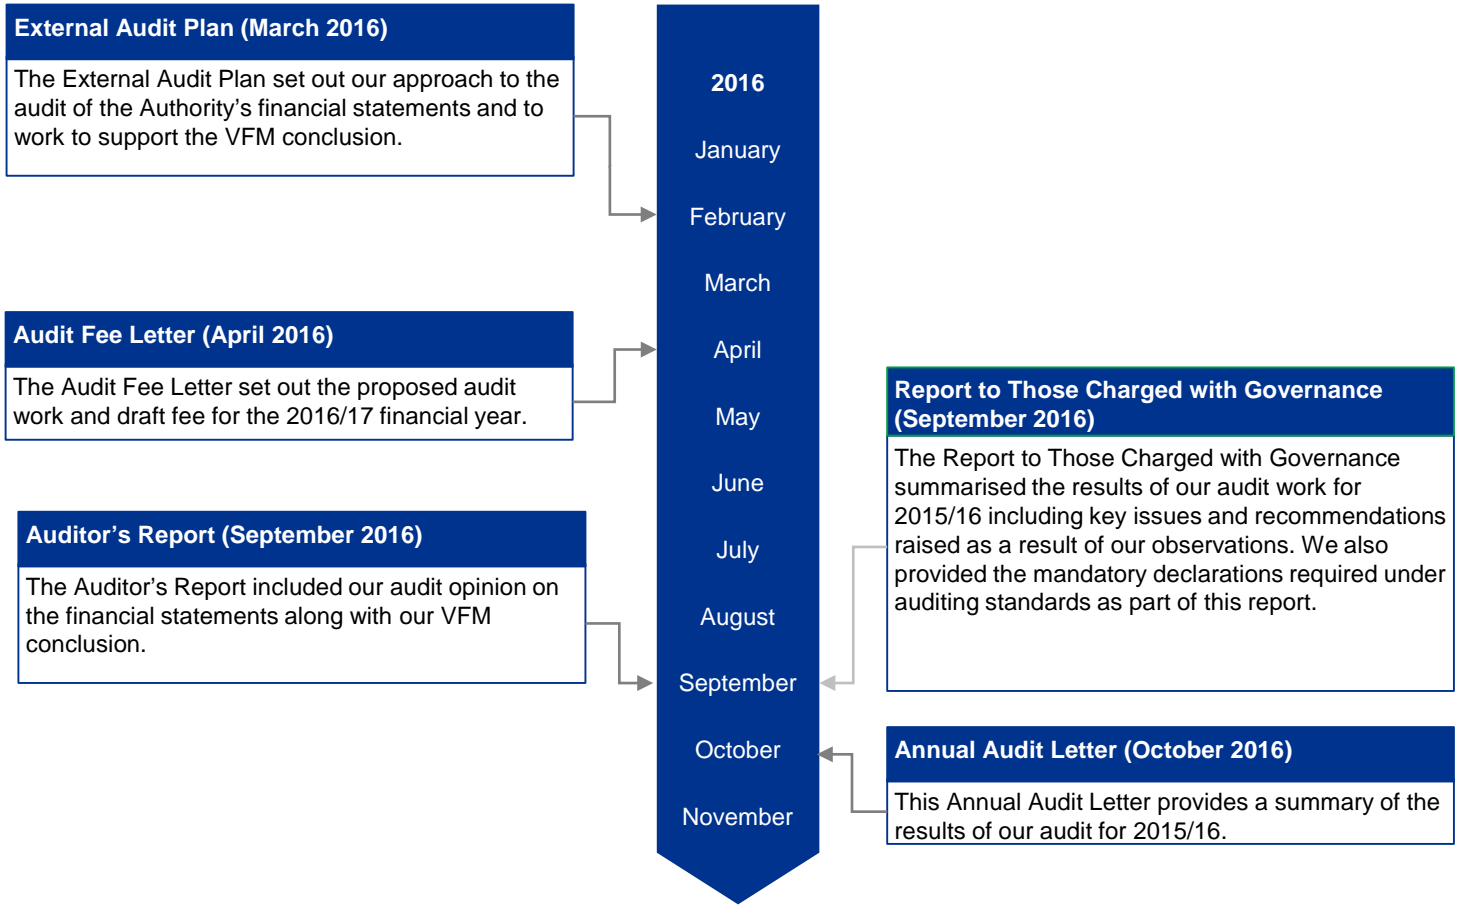 External Audit Plan (March 2016)
The External Audit Plan set out our approach to the
audit of the Authority’s financial statements and to
work to support the VFM conclusion.
Audit Fee Letter (April 2016)
The Audit Fee Letter set out the proposed audit
work and draft fee for the 2016/17 financial year.
Auditor’s Report (September 2016)
The Auditor’s Report included our audit opinion on
the financial statements along with our VFM
conclusion.
2016
January
February
March
April
May
June
July
August
September
October
November
Report to Those Charged with Governance
(September 2016)
The Report to Those Charged with Governance
summarised the results of our audit work for
2015/16 including key issues and recommendations
raised as a result of our observations. We also
provided the mandatory declarations required under
auditing standards as part of this report.
Annual Audit Letter (October 2016)
This Annual Audit Letter provides a summary of the
results of our audit for 2015/16.